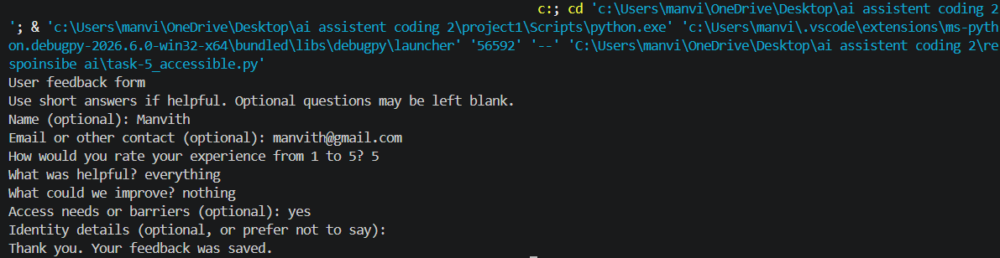 c:; cd 'c:\Users\manvi\OneDrive\Desktop\ai assistent coding 2
'; & 'c:\Users\manvi\OneDrive\Desktop\ai assistent coding 2\project1\Scripts\python.exe' 'c:\Users\manvi\.vscode\extensions\ms-pyth
on.debugpy-2026.6.0-win32-x64\bundled\libs\debugpy\launcher' '56592' '--' 'C:\Users\manvi\OneDrive\Desktop\ai assistent coding 2\re
spoinsibe ai\task-5_accessible.py'
User feedback form
Use short answers if helpful. Optional questions may be left blank.
Name (optional): Manvith
Email or other contact (optional): manvith@gmail.com
How would you rate your experience from 1 to 5? 5
What was helpful? everything
What could we improve? nothing
Access needs or barriers (optional): yes
Identity details (optional, or prefer not to say):
Thank you. Your feedback was saved.